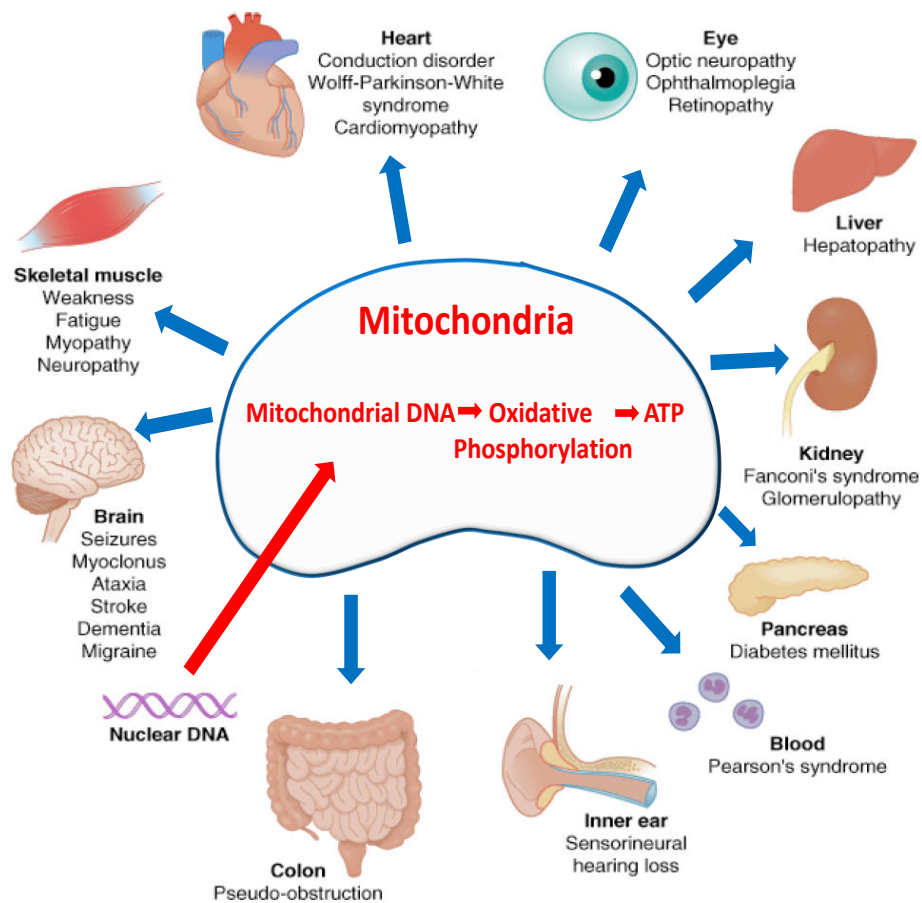 Heart
Conduction disorder
Wolff-Parkinson-White
syndrome
Cardiomyopathy
Eye
Optic neuropathy
Ophthalmoplegia
Retinopathy
Liver
Hepatopathy
Skeletal muscle
Weakness
Fatigue
Myopathy
Neuropathy
Mitochondria
Mitochondrial DNA ➡ Oxidative ➡ ATP
Phosphorylation
Kidney
Fanconi's syndrome
Glomerulopathy
Brain
Seizures
Myoclonus
Ataxia
Stroke
Dementia
Migraine
Pancreas
Diabetes mellitus
Nuclear DNA
Blood
Pearson's syndrome
Inner ear
Sensorineural
hearing loss
Colon
Pseudo-obstruction